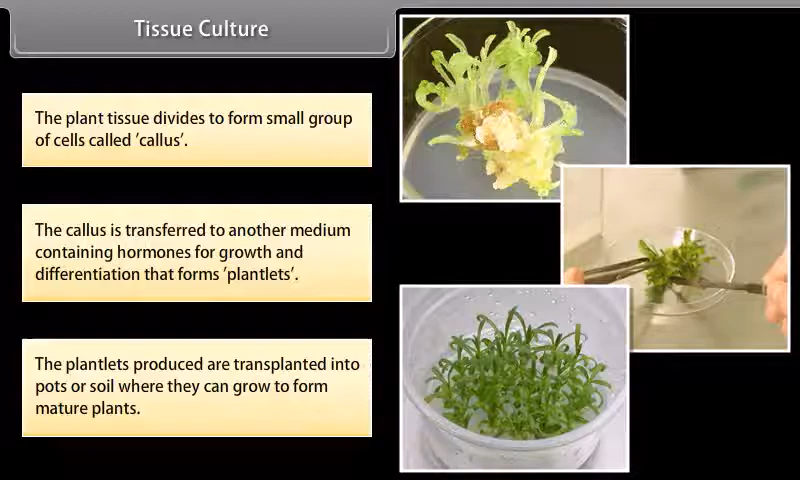 Tissue Culture
The plant tissue divides to form small group
of cells called 'callus'.
The callus is transferred to another medium
containing hormones for growth and
differentiation that forms 'plantlets'.
The plantlets produced are transplanted into
pots or soil where they can grow to form
mature plants.